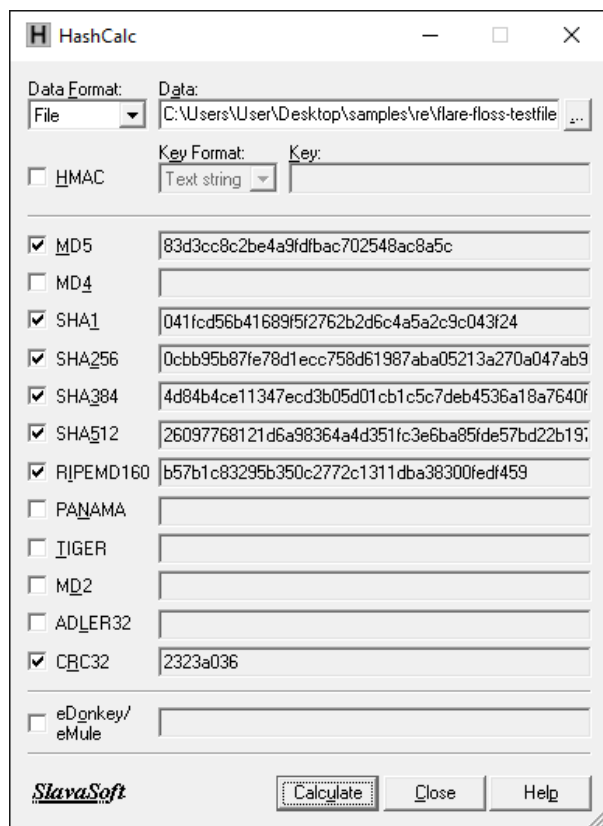 HashCalc
Data Format: Data:
File C:\Users\User\Desktop\samples\re\flare-floss-testfile ...
Key Format: Key:
HMAC Text string
MD5 83d3cc8c2be4a9fdfbac702548ac8a5c
MD4
SHA1 041fcd56b41689f5f2762b2d6c4a5a2c9c043f24
SHA256 0cbb95b87fe78d1ecc758d61987aba05213a270a047ab9
SHA384 4d84b4ce11347ecd3b05d01cb1c5c7deb4536a18a7640f
SHA512 26097768121d6a98364a4d351fc3e6ba85fde57bd22b197
RIPEMD160 b57b1c83295b350c2772c1311dba38300fedf459
PANAMA
TIGER
MD2
ADLER32
CRC32 2323a036
eDonkey/
eMule
SlavaSoft Calculate Close Help